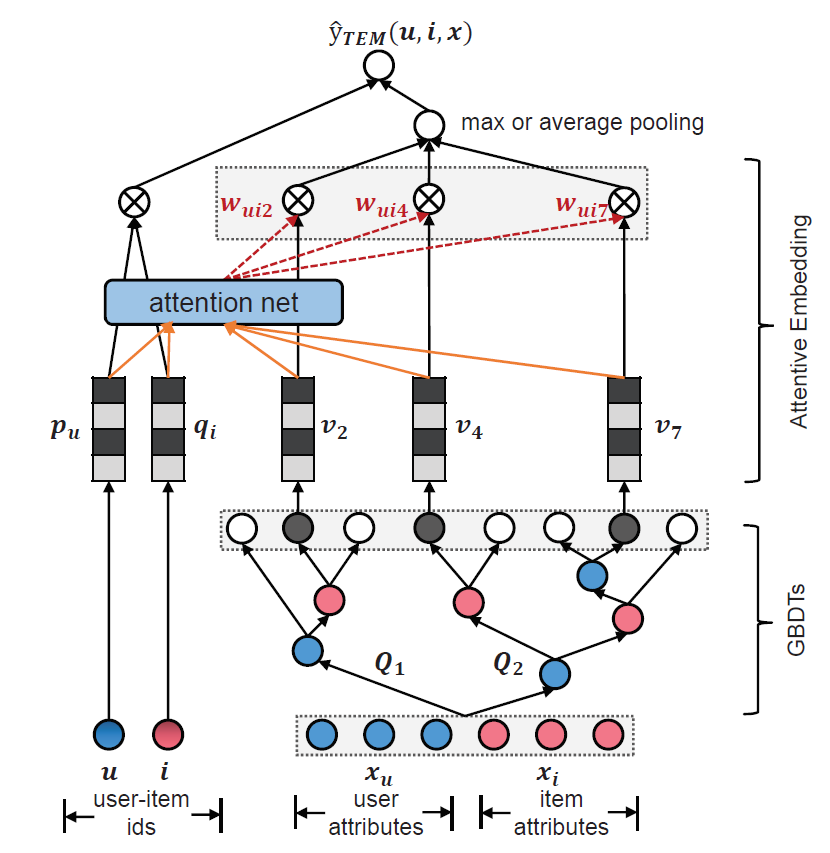 ŷ_TEM(u, i, x)
max or average pooling
w_ui2
w_ui4
w_ui7
attention net
Attentive Embedding
p_u
q_i
v_2
v_4
v_7
GBDTs
Q_1
Q_2
u
i
x_u
x_i
user-item
ids
user
attributes
item
attributes